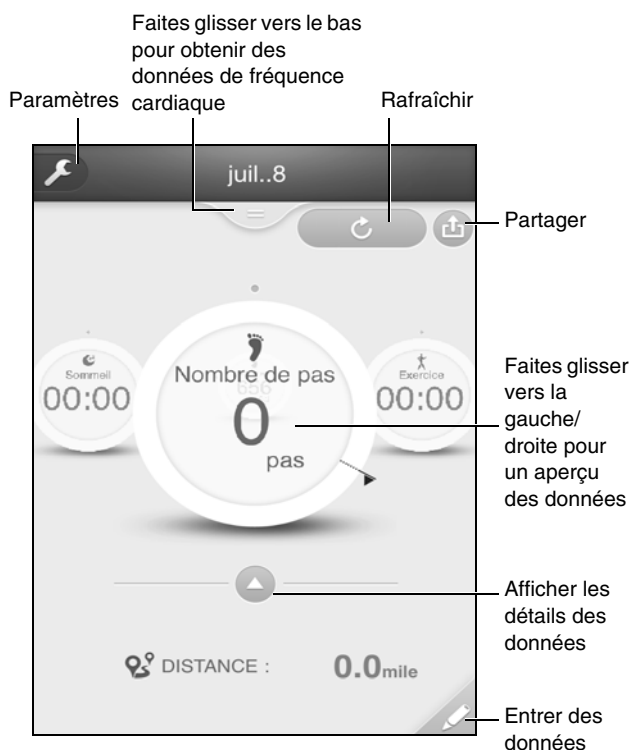 Faites glisser vers le bas
pour obtenir des
données de fréquence
cardiaque
Paramètres
Rafraîchir
juil..8
Partager
Sommeil
00:00
Nombre de pas
0
pas
Exercice
00:00
Faites glisser
vers la
gauche/
droite pour
un aperçu
des données
Afficher les
détails des
données
DISTANCE :
0.0mile
Entrer des
données